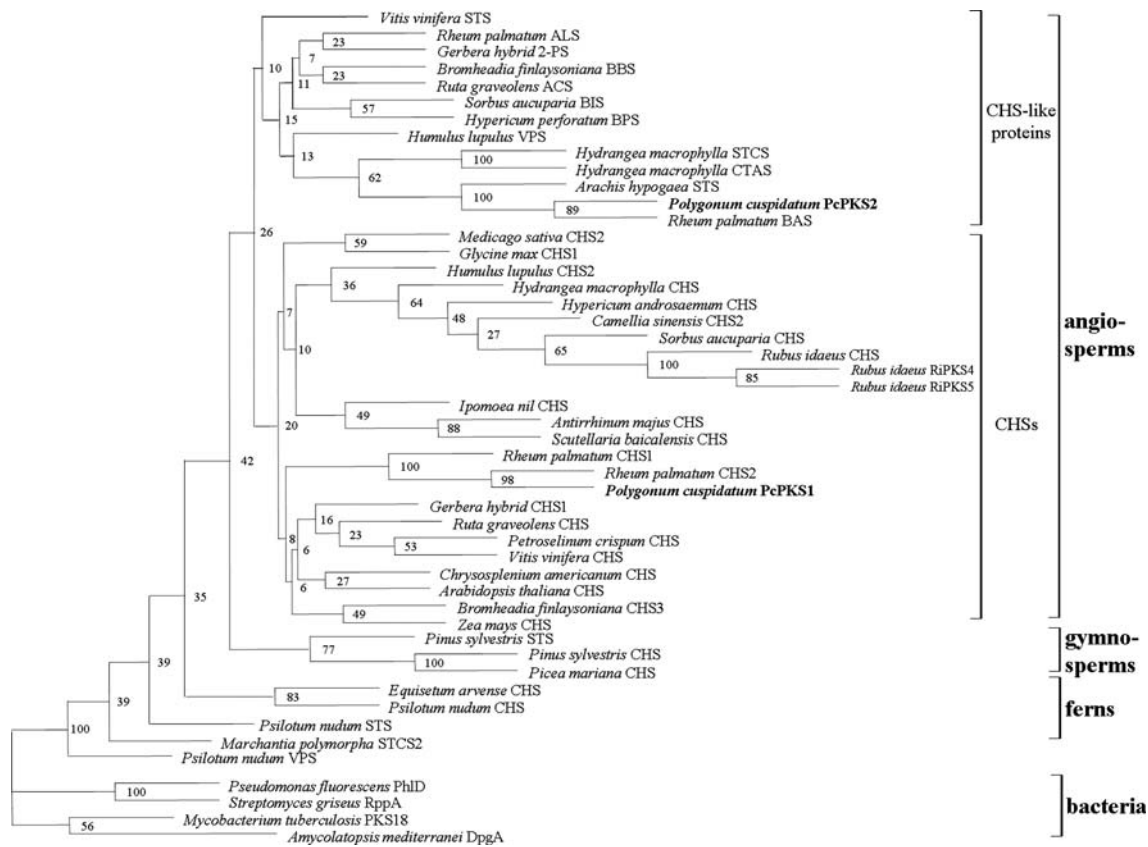 Vitis vinifera STS
Rheum palmatum ALS
23
Gerbera hybrid 2-PS
7
10
Bromheadia finlaysoniana BBS
23
11
Ruta graveolens ACS
Sorbus aucuparia BIS
57
CHS-like
proteins
15
Hypericum perforatum BPS
Humulus lupulus VPS
13
Hydrangea macrophylla STCS
100
Hydrangea macrophylla CTAS
62
Arachis hypogaea STS
100
Polygonum cuspidatum PcPKS2
89
Rheum palmatum BAS
26
Medicago sativa CHS2
59
Glycine max CHS1
Humulus lupulus CHS2
36
Hydrangea macrophylla CHS
64
7
Hypericum androsaemum CHS
48
Camellia sinensis CHS2
27
angio-
sperms
Sorbus aucuparia CHS
10
65
Rubus idaeus CHS
100
Rubus idaeus RiPKS4
85
Rubus idaeus RiPKS5
Ipomoea nil CHS
49
Antirrhinum majus CHS
20
88
CHSs
Scutellaria baicalensis CHS
Rheum palmatum CHS1
42
100
Rheum palmatum CHS2
98
Polygonum cuspidatum PcPKS1
Gerbera hybrid CHS1
16
Ruta graveolens CHS
8
23
Petroselinum crispum CHS
6
53
Vitis vinifera CHS
Chrysosplenium americanum CHS
27
6
Arabidopsis thaliana CHS
35
Bromheadia finlaysoniana CHS3
49
Zea mays CHS
Pinus sylvestris STS
77
gymno-
sperms
Pinus sylvestris CHS
100
39
Picea mariana CHS
Equisetum arvense CHS
83
39
Psilotum nudum CHS
ferns
Psilotum nudum STS
100
Marchantia polymorpha STCS2
Psilotum nudum VPS
Pseudomonas fluorescens PhlD
100
Streptomyces griseus RppA
bacteria
Mycobacterium tuberculosis PKS18
56
Amycolatopsis mediterranei DpgA